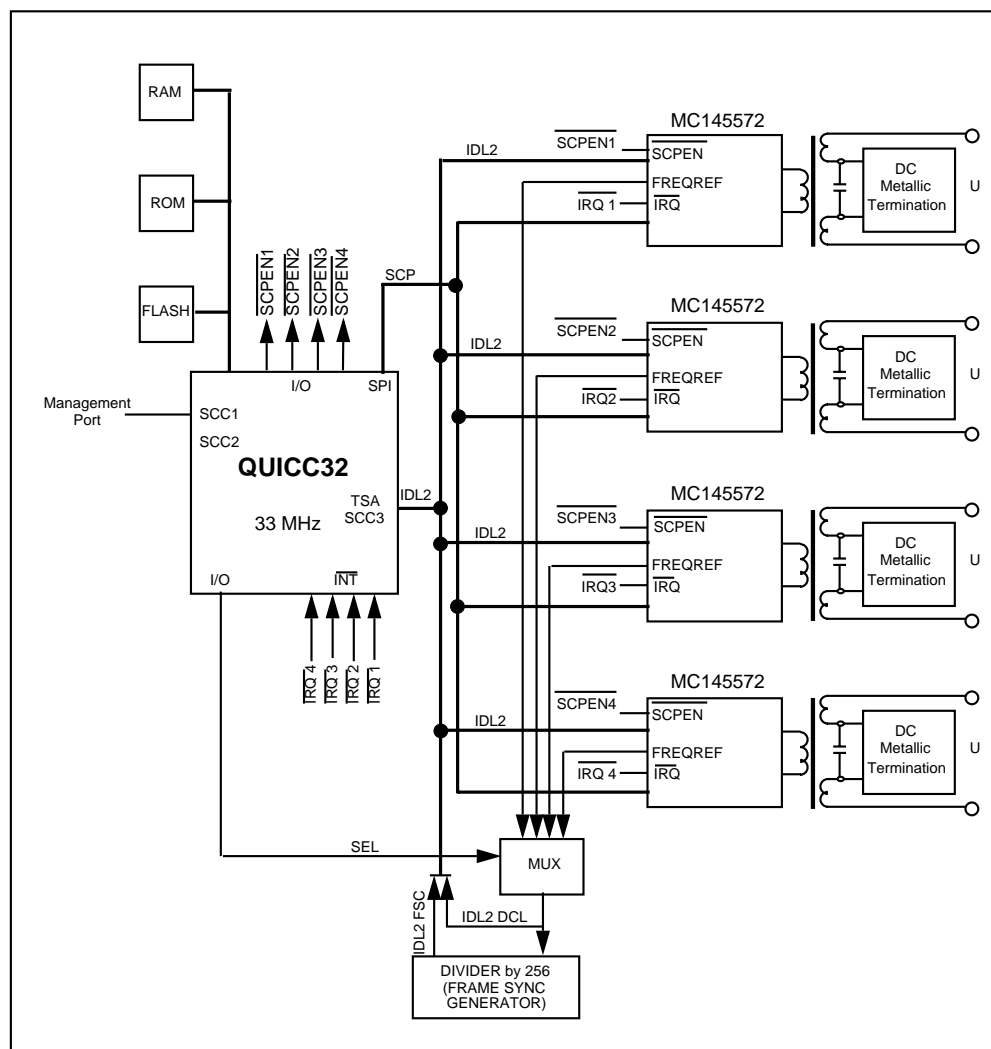 RAM
ROM
FLASH
SCPEN1
SCPEN2
SCPEN3
SCPEN4
I/O
SPI
SCP
Management
Port
SCC1
SCC2
QUICC32
33 MHz
TSA
SCC3
IDL2
I/O
INT
IRQ 4
IRQ 3
IRQ 2
IRQ 1
MC145572
IDL2
SCPEN1
SCPEN
FREQREF
IRQ 1
IRQ
DC
Metallic
Termination
U
MC145572
IDL2
SCPEN2
SCPEN
FREQREF
IRQ2
IRQ
DC
Metallic
Termination
U
MC145572
IDL2
SCPEN3
SCPEN
FREQREF
IRQ3
IRQ
DC
Metallic
Termination
U
MC145572
IDL2
SCPEN4
SCPEN
FREQREF
IRQ 4
IRQ
DC
Metallic
Termination
U
SEL
MUX
IDL2 FSC
IDL2 DCL
DIVIDER by 256
(FRAME SYNC
GENERATOR)